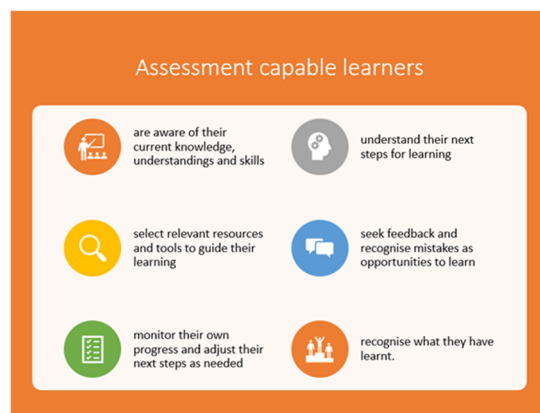 Assessment capable learners
are aware of their
current knowledge,
understandings and skills
understand their next
steps for learning
select relevant resources
and tools to guide their
learning
seek feedback and
recognise mistakes as
opportunities to learn
monitor their own
progress and adjust their
next steps as needed
recognise what they have
learnt.